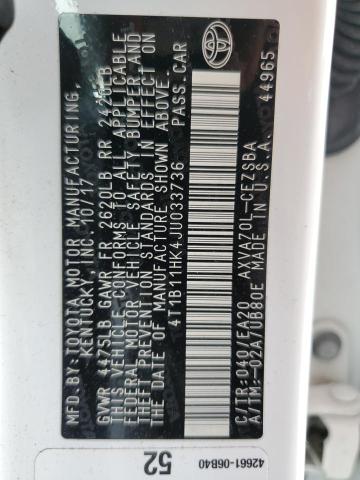 MFD.BY: TOYOTA MOTOR MANUFACTURING,
KENTUCKY, INC. 10/17
GVWR 4475LB GAWR FR 2620LB RR 2425LB
THIS VEHICLE CONFORMS TO ALL APPLICABLE
FEDERAL MOTOR VEHICLE SAFETY, BUMPER, AND
THEFT PREVENTION STANDARDS IN EFFECT ON
THE DATE OF MANUFACTURE SHOWN ABOVE.
4T1B11HK4JU033736 PASS.CAR
C/TR:040/EA20 AXVA70L-CEZSBA
A/TM:-02A/UB80E MADE IN U.S.A. 44965
52
42661-06B40